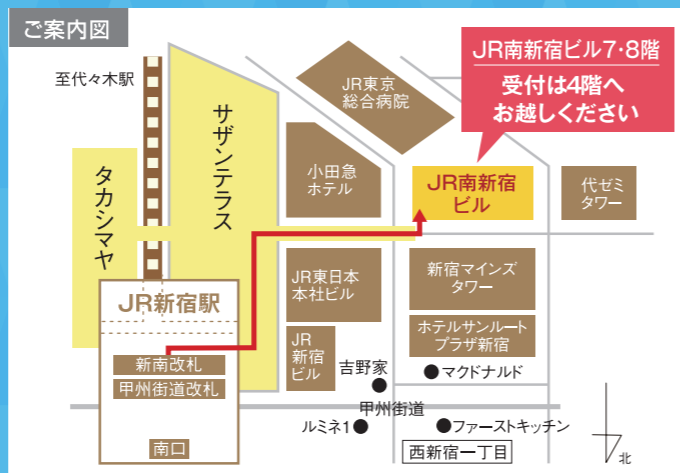 ご案内図
JR南新宿ビル7・8階
受付は4階へ
お越しください
至代々木駅
サザンテラス
タカシマヤ
JR東京
総合病院
小田急
ホテル
JR南新宿
ビル
代ゼミ
タワー
JR東日本
本社ビル
新宿マインズ
タワー
JR新宿駅
ホテルサンルート
プラザ新宿
JR
新宿
ビル
新南改札
甲州街道改札
吉野家
マクドナルド
甲州街道
ルミネ1
ファーストキッチン
南口
西新宿一丁目
北